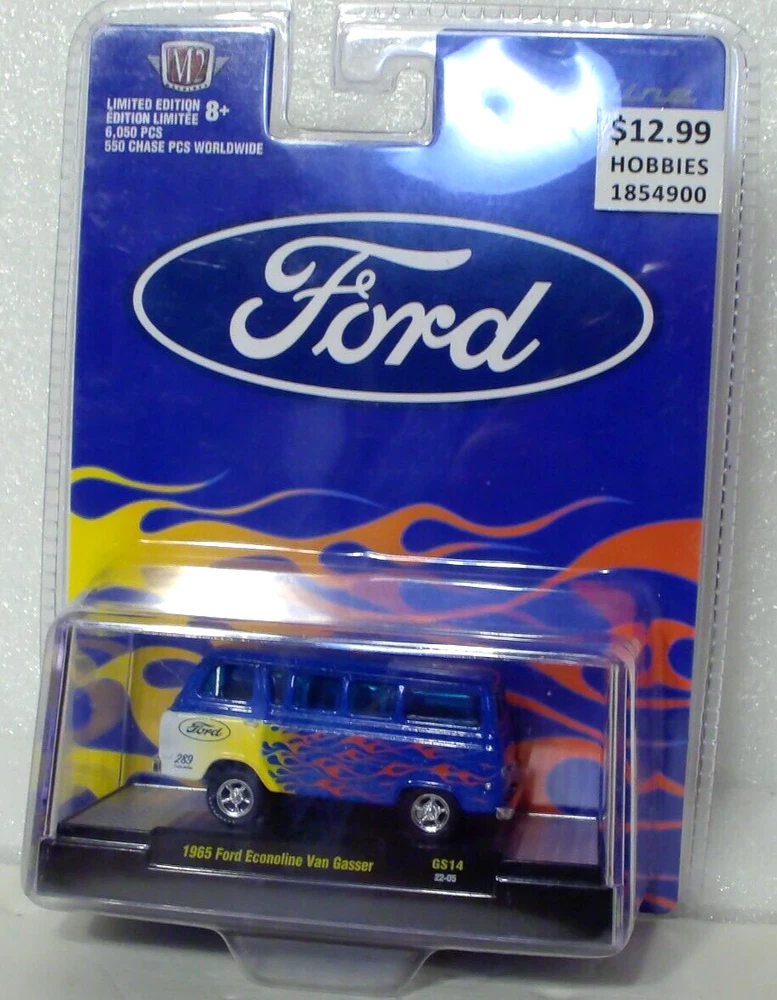 M2
LIMITED EDITION
ÉDITION LIMITÉE 8+
6,050 PCS
550 CHASE PCS WORLDWIDE
$12.99
HOBBIES
1854900
Ford
Ford
289
1965 Ford Econoline Van Gasser GS14
22-05